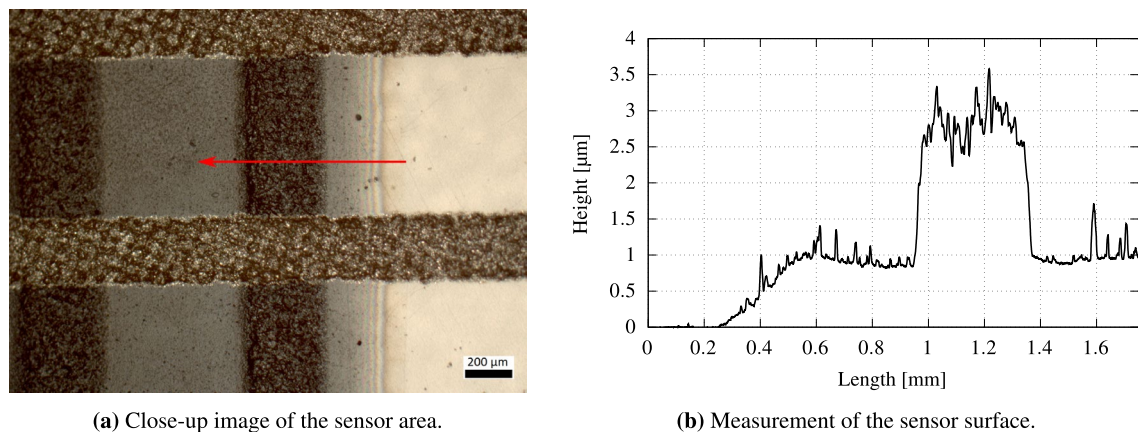 200 µm
4
3.5
3
2.5
2
1.5
1
0.5
0
Height [µm]
0 0.2 0.4 0.6 0.8 1 1.2 1.4 1.6
Length [mm]
(a) Close-up image of the sensor area.
(b) Measurement of the sensor surface.